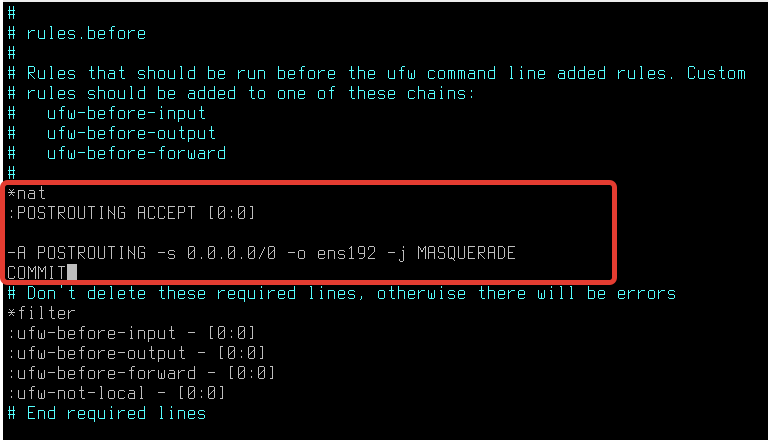 #
# rules.before
#
# Rules that should be run before the ufw command line added rules. Custom
# rules should be added to one of these chains:
#   ufw-before-input
#   ufw-before-output
#   ufw-before-forward
#
*nat
:POSTROUTING ACCEPT [0:0]

-A POSTROUTING -s 0.0.0.0/0 -o ens192 -j MASQUERADE
COMMIT
# Don't delete these required lines, otherwise there will be errors
*filter
:ufw-before-input - [0:0]
:ufw-before-output - [0:0]
:ufw-before-forward - [0:0]
:ufw-not-local - [0:0]
# End required lines